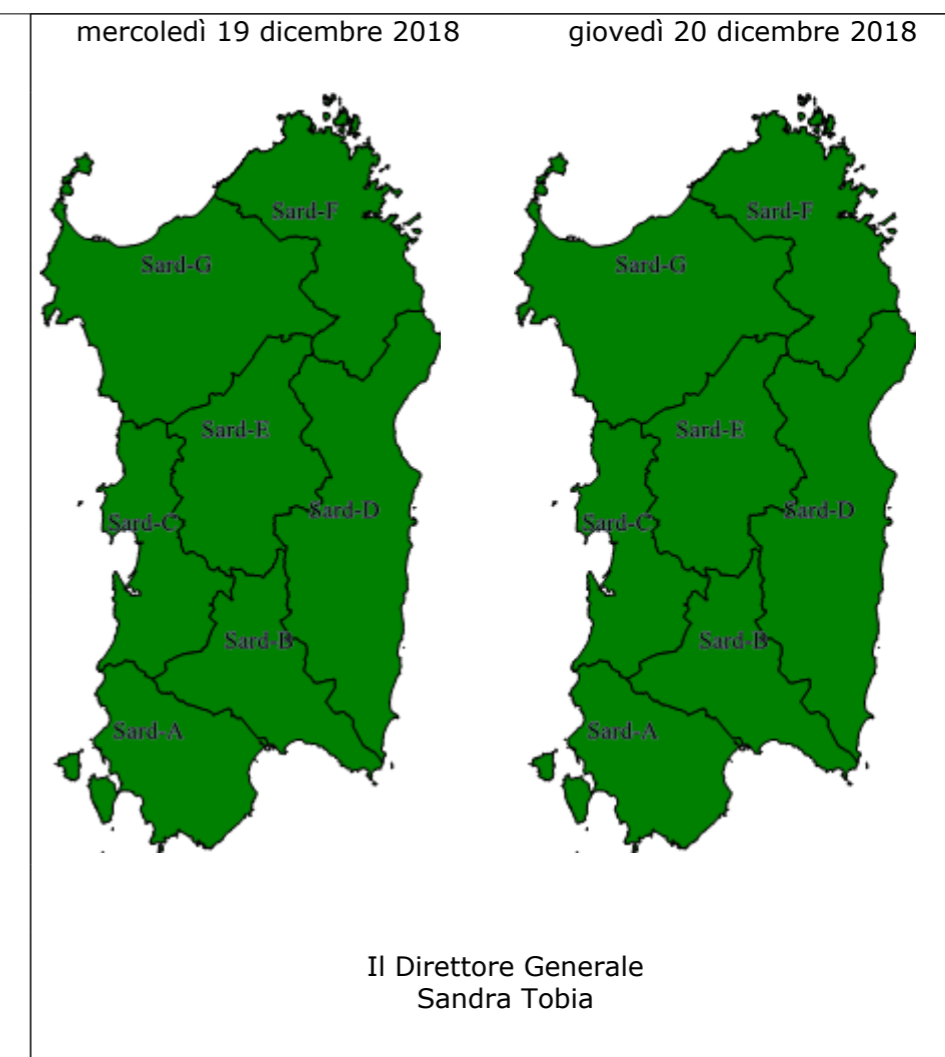 mercoledì 19 dicembre 2018
giovedì 20 dicembre 2018
Sard-F
Sard-G
Sard-E
Sard-D
Sard-C
Sard-B
Sard-A
Sard-F
Sard-G
Sard-E
Sard-D
Sard-C
Sard-B
Sard-A
Il Direttore Generale
Sandra Tobia